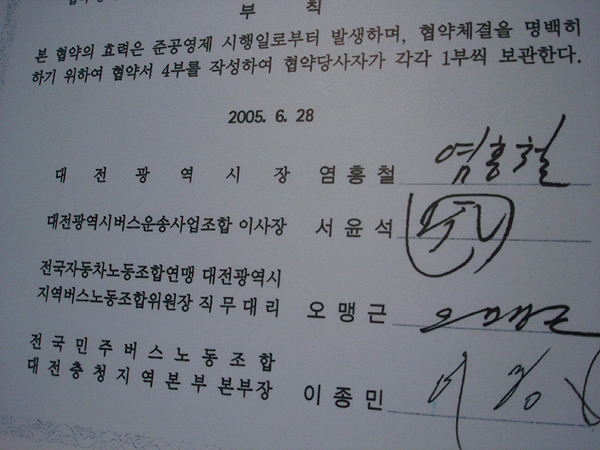 부 칙
본 협약의 효력은 준공영제 시행일로부터 발생하며, 협약체결을 명백히
하기 위하여 협약서 4부를 작성하여 협약당사자가 각각 1부씩 보관한다.
2005. 6. 28
대 전 광 역 시 장 염 홍 철 염홍철
대전광역시버스운송사업조합 이사장 서 윤 석
전국자동차노동조합연맹 대전광역시
지역버스노동조합위원장 직 무 대 리 오 맹 근 오맹근
전 국 민 주 버 스 노 동 조 합
대 전 충 청 지 역 본 부 본 부 장 이 종 민